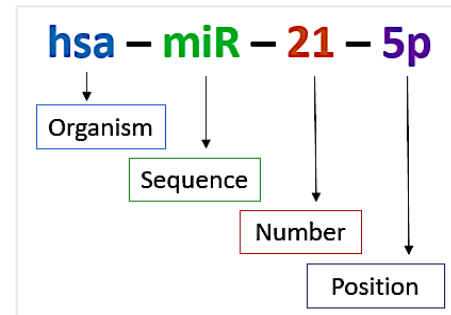 hsa – miR – 21 – 5p
Organism
Sequence
Number
Position